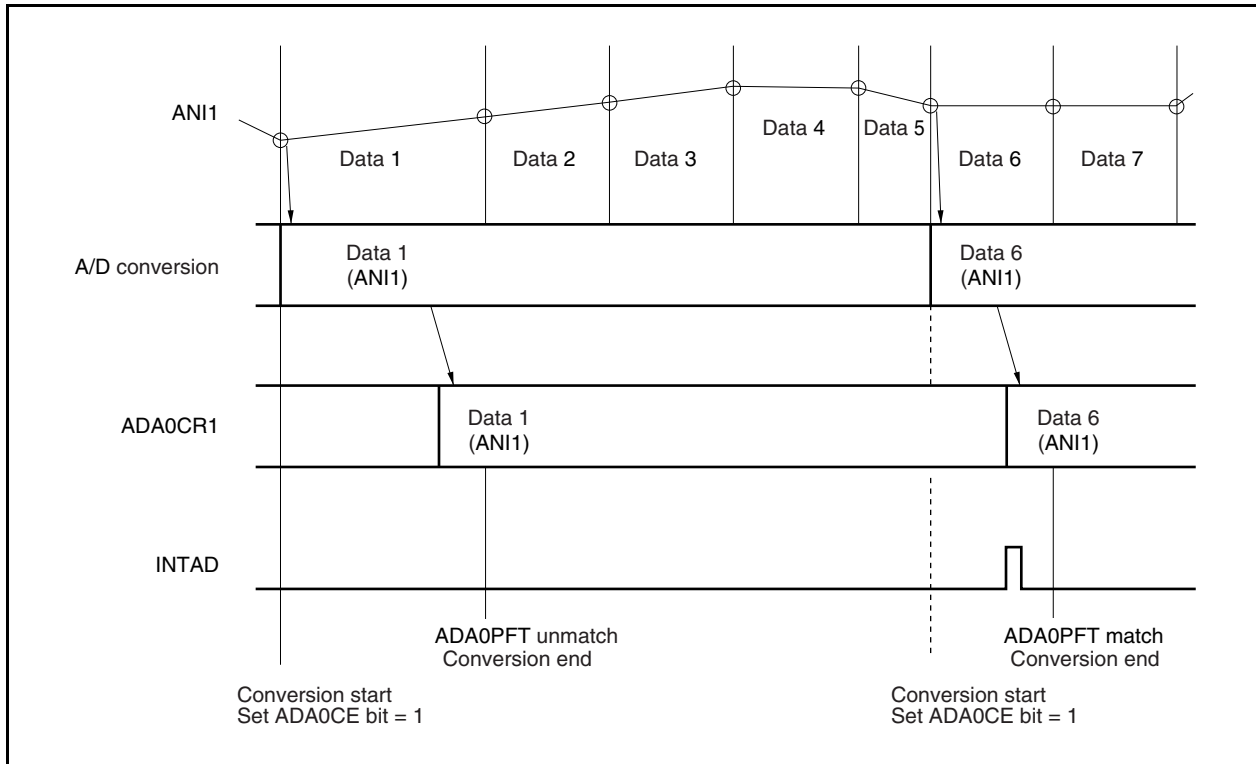 ANI1
Data 1
Data 2
Data 3
Data 4
Data 5
Data 6
Data 7
A/D conversion
Data 1
(ANI1)
Data 6
(ANI1)
ADA0CR1
Data 1
(ANI1)
Data 6
(ANI1)
INTAD
ADA0PFT unmatch
Conversion end
ADA0PFT match
Conversion end
Conversion start
Set ADA0CE bit = 1
Conversion start
Set ADA0CE bit = 1